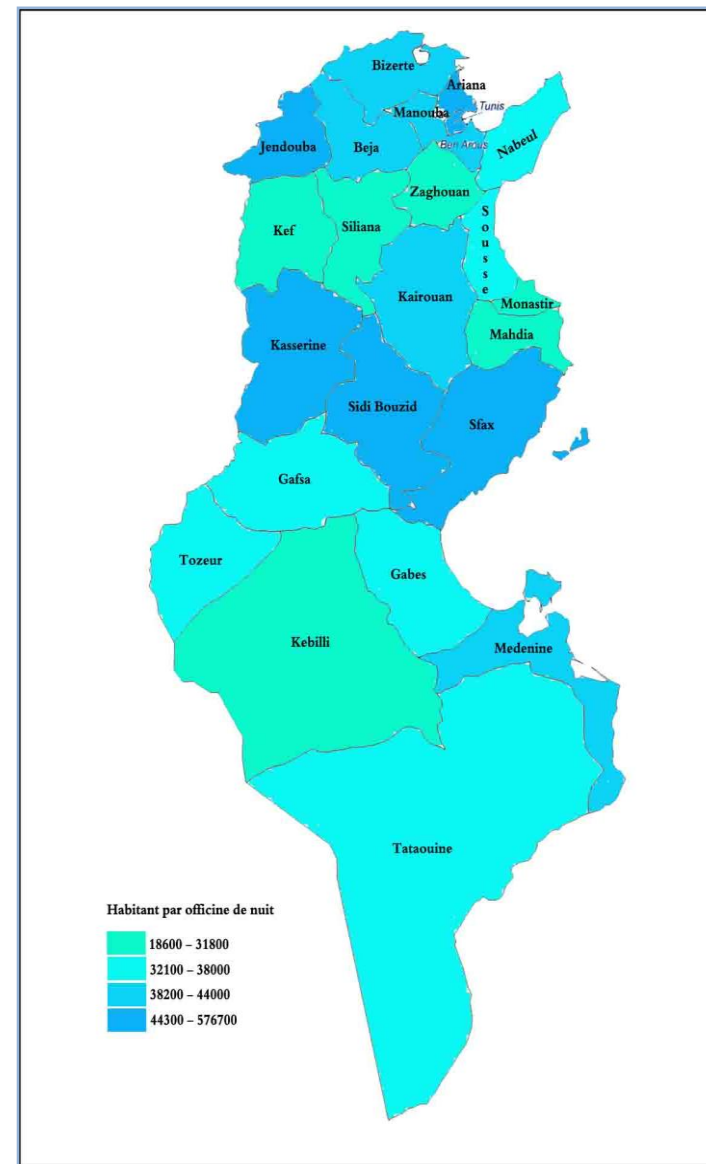 Bizerte
Ariana
Tunis
Manouba
Ben Arous
Nabeul
Jendouba
Beja
Zaghouan
Sousse
Kef
Siliana
Kairouan
Monastir
Mahdia
Kasserine
Sidi Bouzid
Sfax
Gafsa
Tozeur
Gabes
Kebilli
Medenine
Tataouine
Habitant par officine de nuit
18600 – 31800
32100 – 38000
38200 – 44000
44300 – 576700